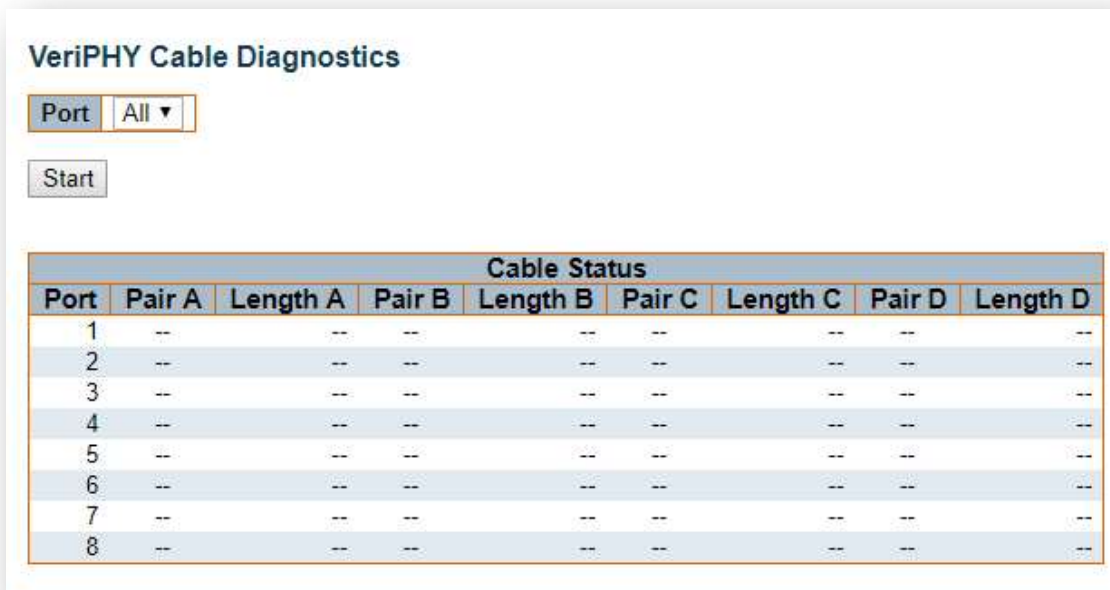 VeriPHY Cable Diagnostics
Port All ▼
Start
Cable Status
Port Pair A Length A Pair B Length B Pair C Length C Pair D Length D
1 -- -- -- -- -- -- -- --
2 -- -- -- -- -- -- -- --
3 -- -- -- -- -- -- -- --
4 -- -- -- -- -- -- -- --
5 -- -- -- -- -- -- -- --
6 -- -- -- -- -- -- -- --
7 -- -- -- -- -- -- -- --
8 -- -- -- -- -- -- -- --